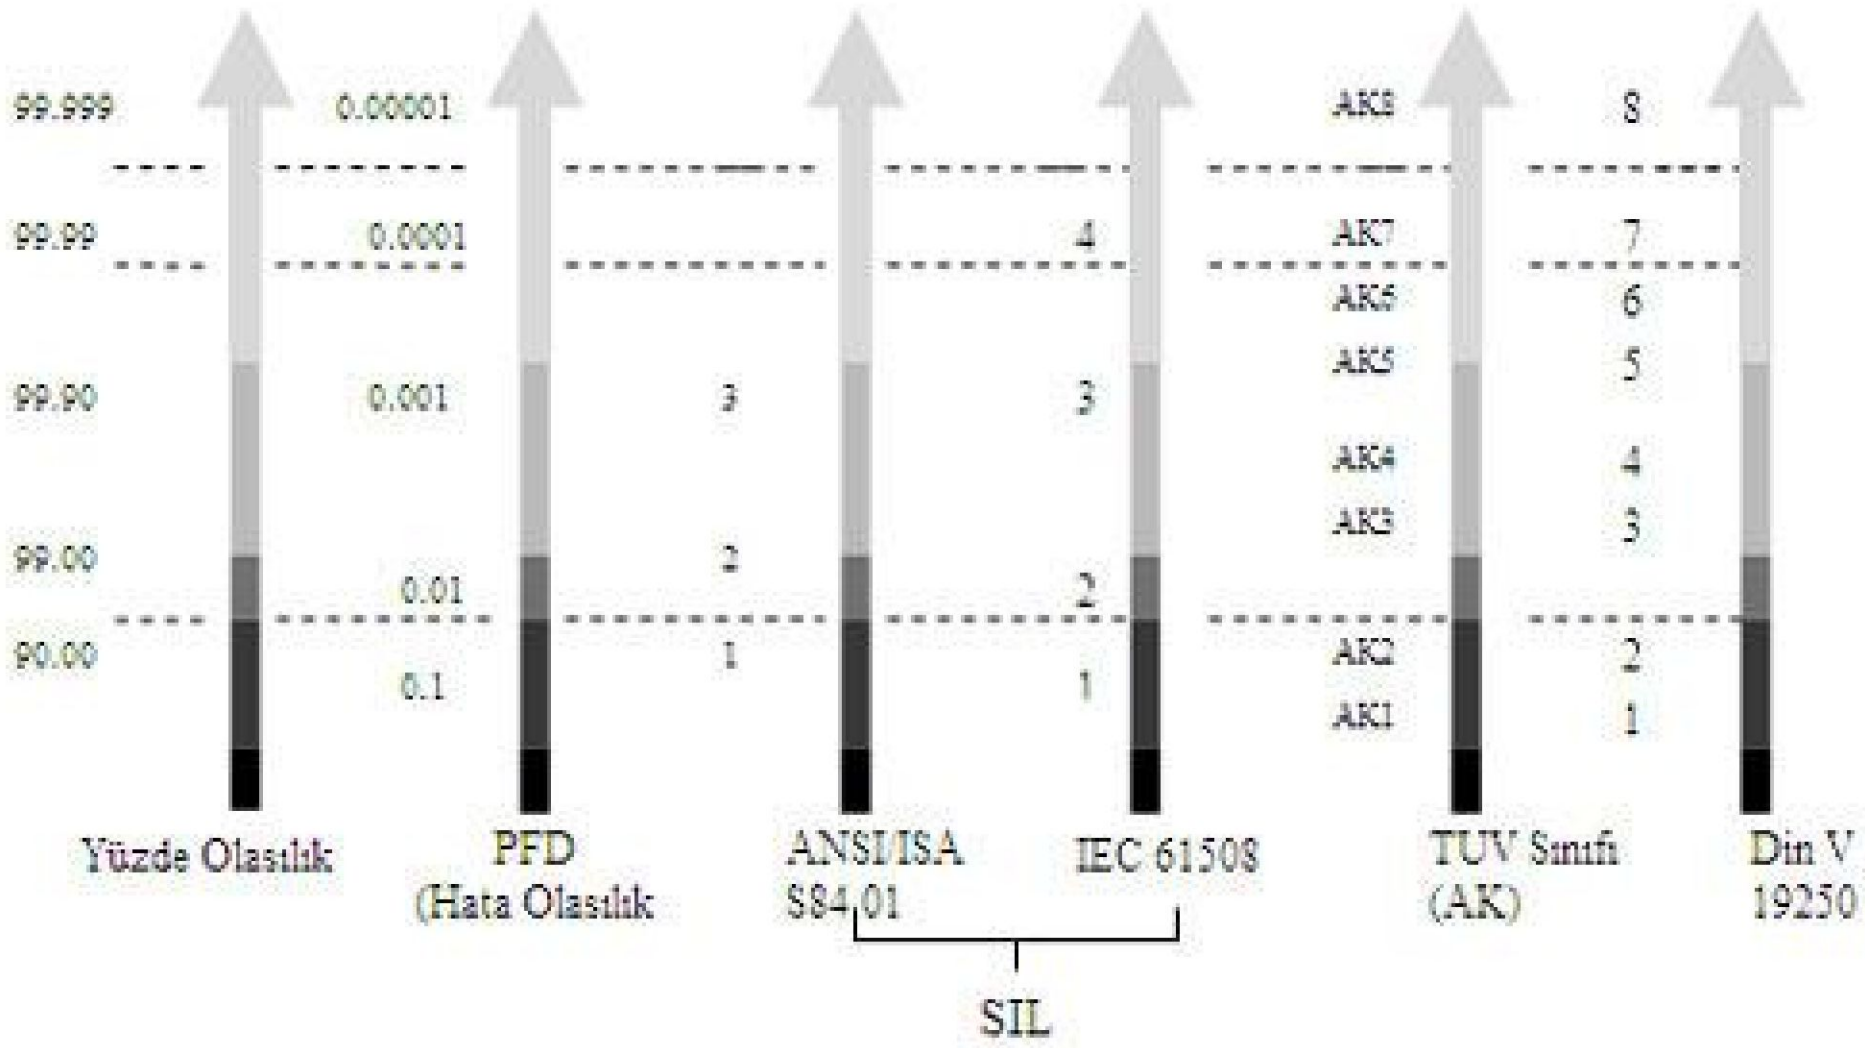 99.999 0.00001 AK8 8
99.99 0.0001 4 AK7 7
AK6 6
AK5 5
99.90 0.001 3 3
AK4 4
AK3 3
99.00 2
0.01 2
90.00 1 AK2 2
0.1 1
AK1 1
Yüzde Olasılık PFD ANSI/ISA IEC 61508 TUV Sınıfı Din V
(Hata Olasılık S84.01 (AK) 19250
SIL